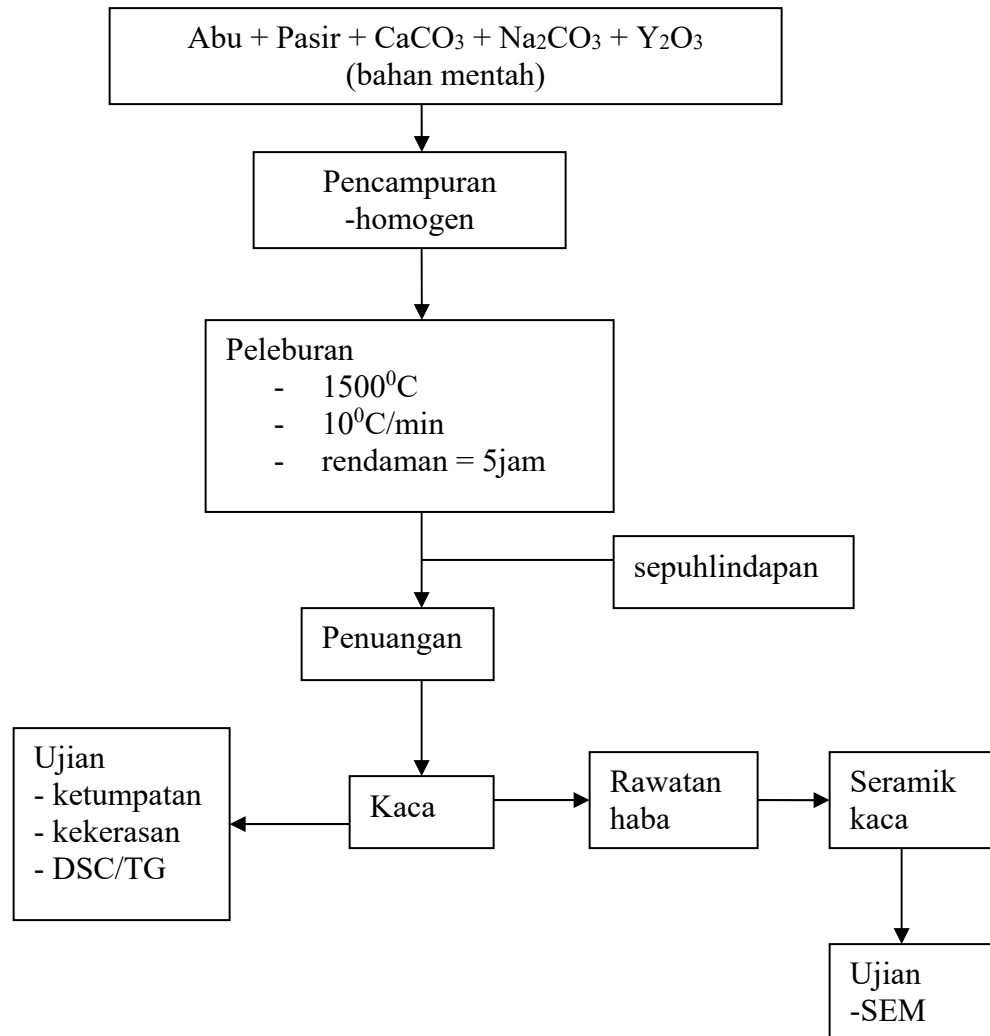 Abu + Pasir + CaCO₃ + Na₂CO₃ + Y₂O₃
(bahan mentah)
Pencampuran
-homogen
Peleburan
- 1500⁰C
- 10⁰C/min
- rendaman = 5jam
sepuhlindapan
Penuangan
Ujian
- ketumpatan
- kekerasan
- DSC/TG
Kaca
Rawatan
haba
Seramik
kaca
Ujian
-SEM